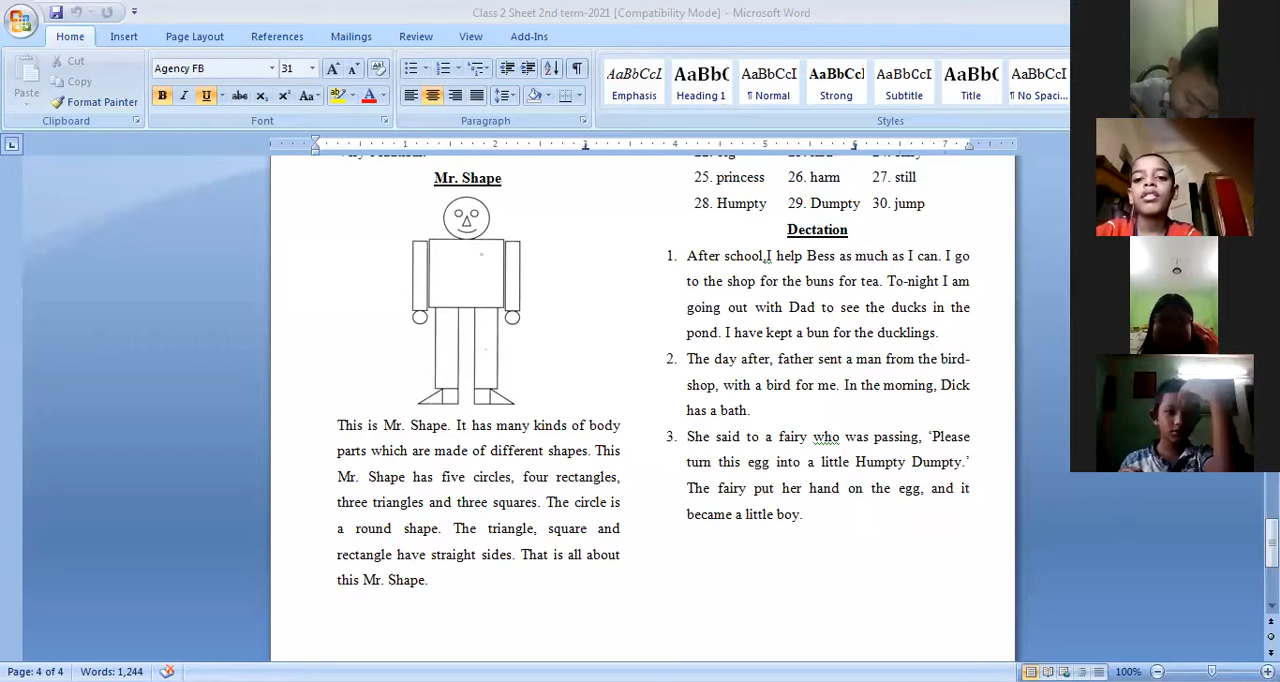 Class 2 Sheet 2nd term-2021 [Compatibility Mode] - Microsoft Word
Home Insert Page Layout References Mailings Review View Add-Ins
Paste
Cut
Copy
Format Painter
Clipboard
Agency FB 31
Font
Paragraph
AaBbCcI AaBbC AaBbCcI AaBbCcI AaBbCcI AaBb( AaBbCcI
Emphasis Heading 1 ¶ Normal Strong Subtitle Title ¶ No Spaci...
Styles
1 2 3 4 5 6 7
Mr. Shape
This is Mr. Shape. It has many kinds of body
parts which are made of different shapes. This
Mr. Shape has five circles, four rectangles,
three triangles and three squares. The circle is
a round shape. The triangle, square and
rectangle have straight sides. That is all about
this Mr. Shape.
25. princess 26. harm 27. still
28. Humpty 29. Dumpty 30. jump
Dectation
1. After school,I help Bess as much as I can. I go
to the shop for the buns for tea. To-night I am
going out with Dad to see the ducks in the
pond. I have kept a bun for the ducklings.
2. The day after, father sent a man from the bird-
shop, with a bird for me. In the morning, Dick
has a bath.
3. She said to a fairy who was passing, ‘Please
turn this egg into a little Humpty Dumpty.’
The fairy put her hand on the egg, and it
became a little boy.
Page: 4 of 4 Words: 1,244 100%